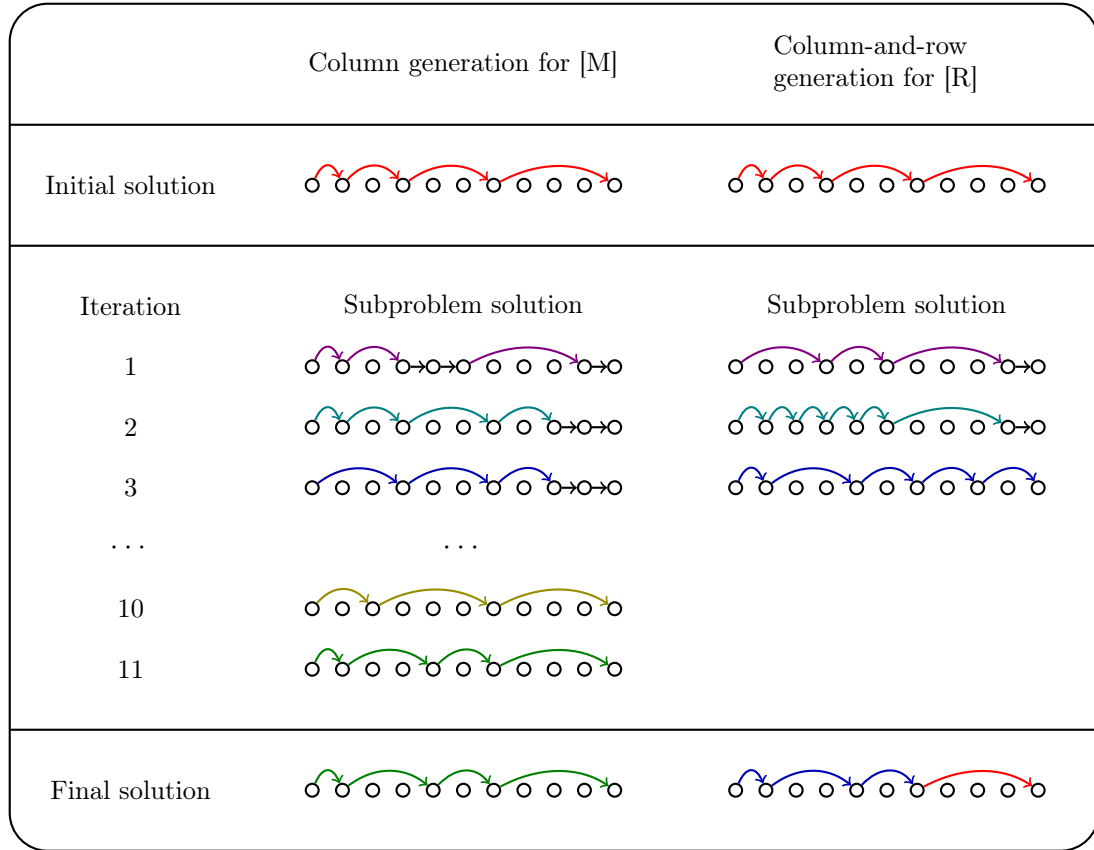 Column generation for [M]
Column-and-row
generation for [R]
Initial solution
Iteration
Subproblem solution
Subproblem solution
1
2
3
. . .
. . .
10
11
Final solution